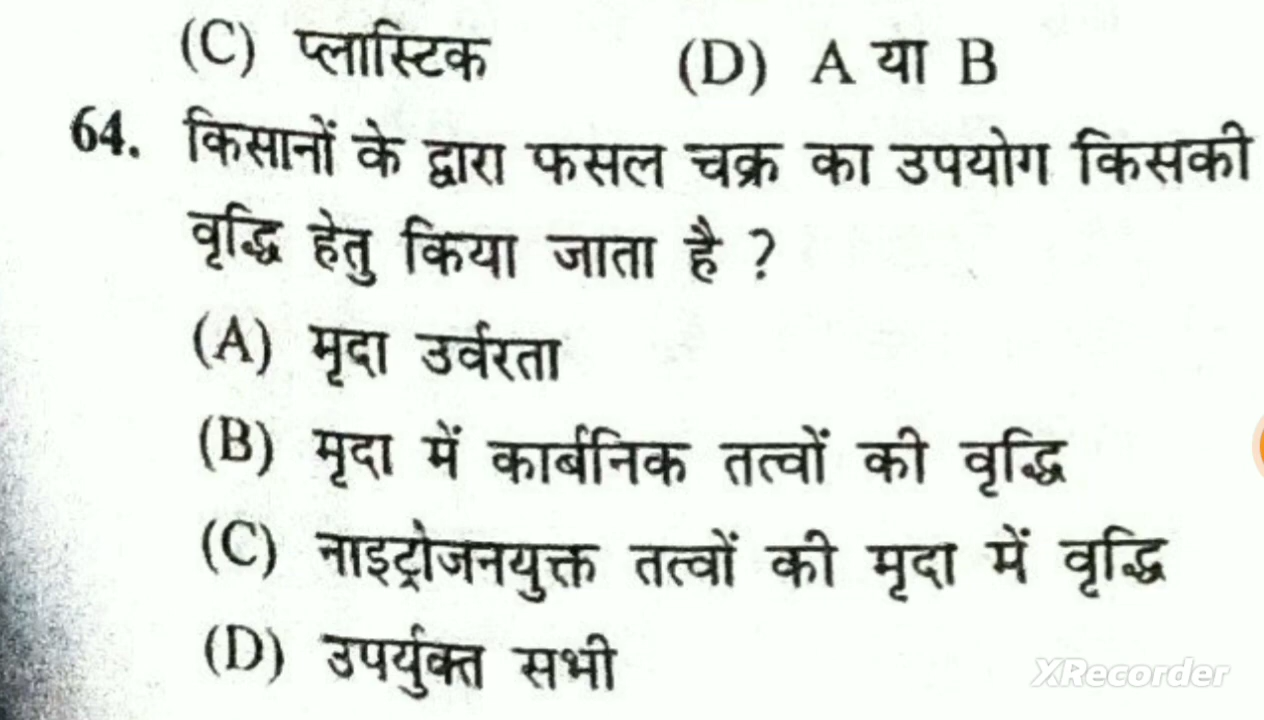 (C) प्लास्टिक (D) A या B
64. किसानों के द्वारा फसल चक्र का उपयोग किसकी
वृद्धि हेतु किया जाता है ?
(A) मृदा उर्वरता
(B) मृदा में कार्बनिक तत्वों की वृद्धि
(C) नाइट्रोजनयुक्त तत्वों की मृदा में वृद्धि
(D) उपर्युक्त सभी
XRecorder